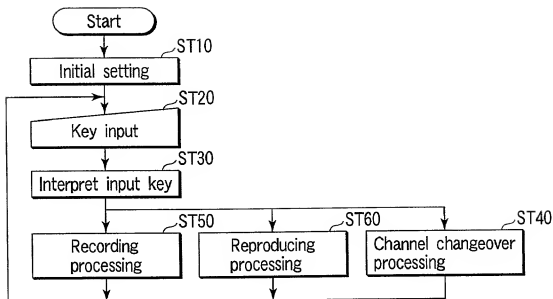 Start
ST10
Initial setting
ST20
Key input
ST30
Interpret input key
ST50
ST60
ST40
Recording
processing
Reproducing
processing
Channel changeover
processing